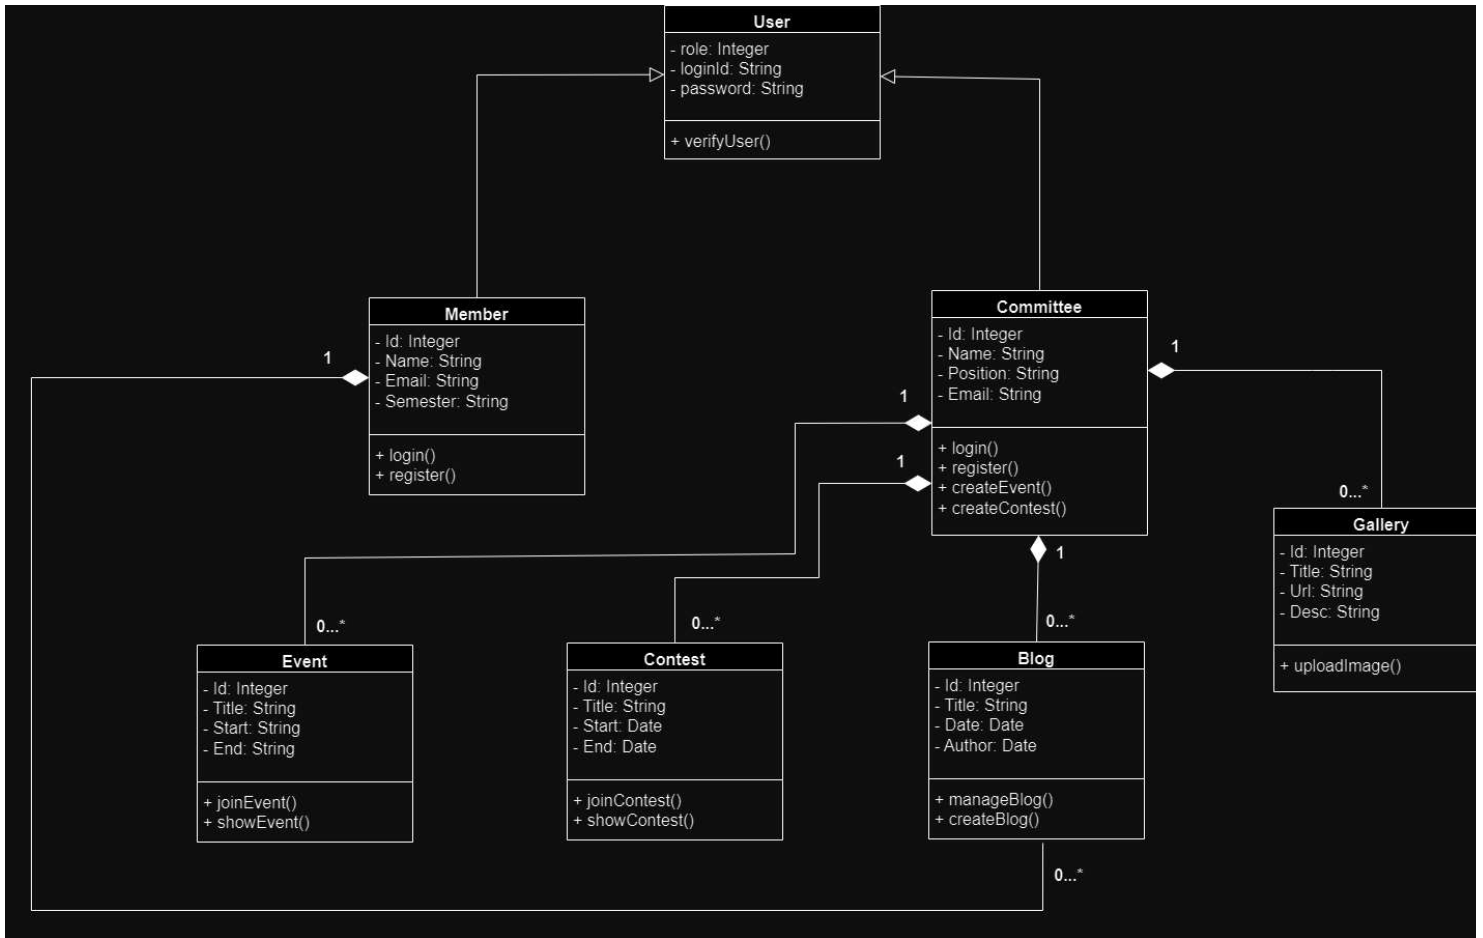 User
- role: Integer
- loginId: String
- password: String
+ verifyUser()
Member
- Id: Integer
- Name: String
- Email: String
- Semester: String
+ login()
+ register()
1
Committee
- Id: Integer
- Name: String
- Position: String
- Email: String
+ login()
+ register()
+ createEvent()
+ createContest()
1
1
1
1
0...*
Gallery
- Id: Integer
- Title: String
- Url: String
- Desc: String
+ uploadImage()
0...*
Event
- Id: Integer
- Title: String
- Start: String
- End: String
+ joinEvent()
+ showEvent()
0...*
Contest
- Id: Integer
- Title: String
- Start: Date
- End: Date
+ joinContest()
+ showContest()
0...*
Blog
- Id: Integer
- Title: String
- Date: Date
- Author: Date
+ manageBlog()
+ createBlog()
0...*